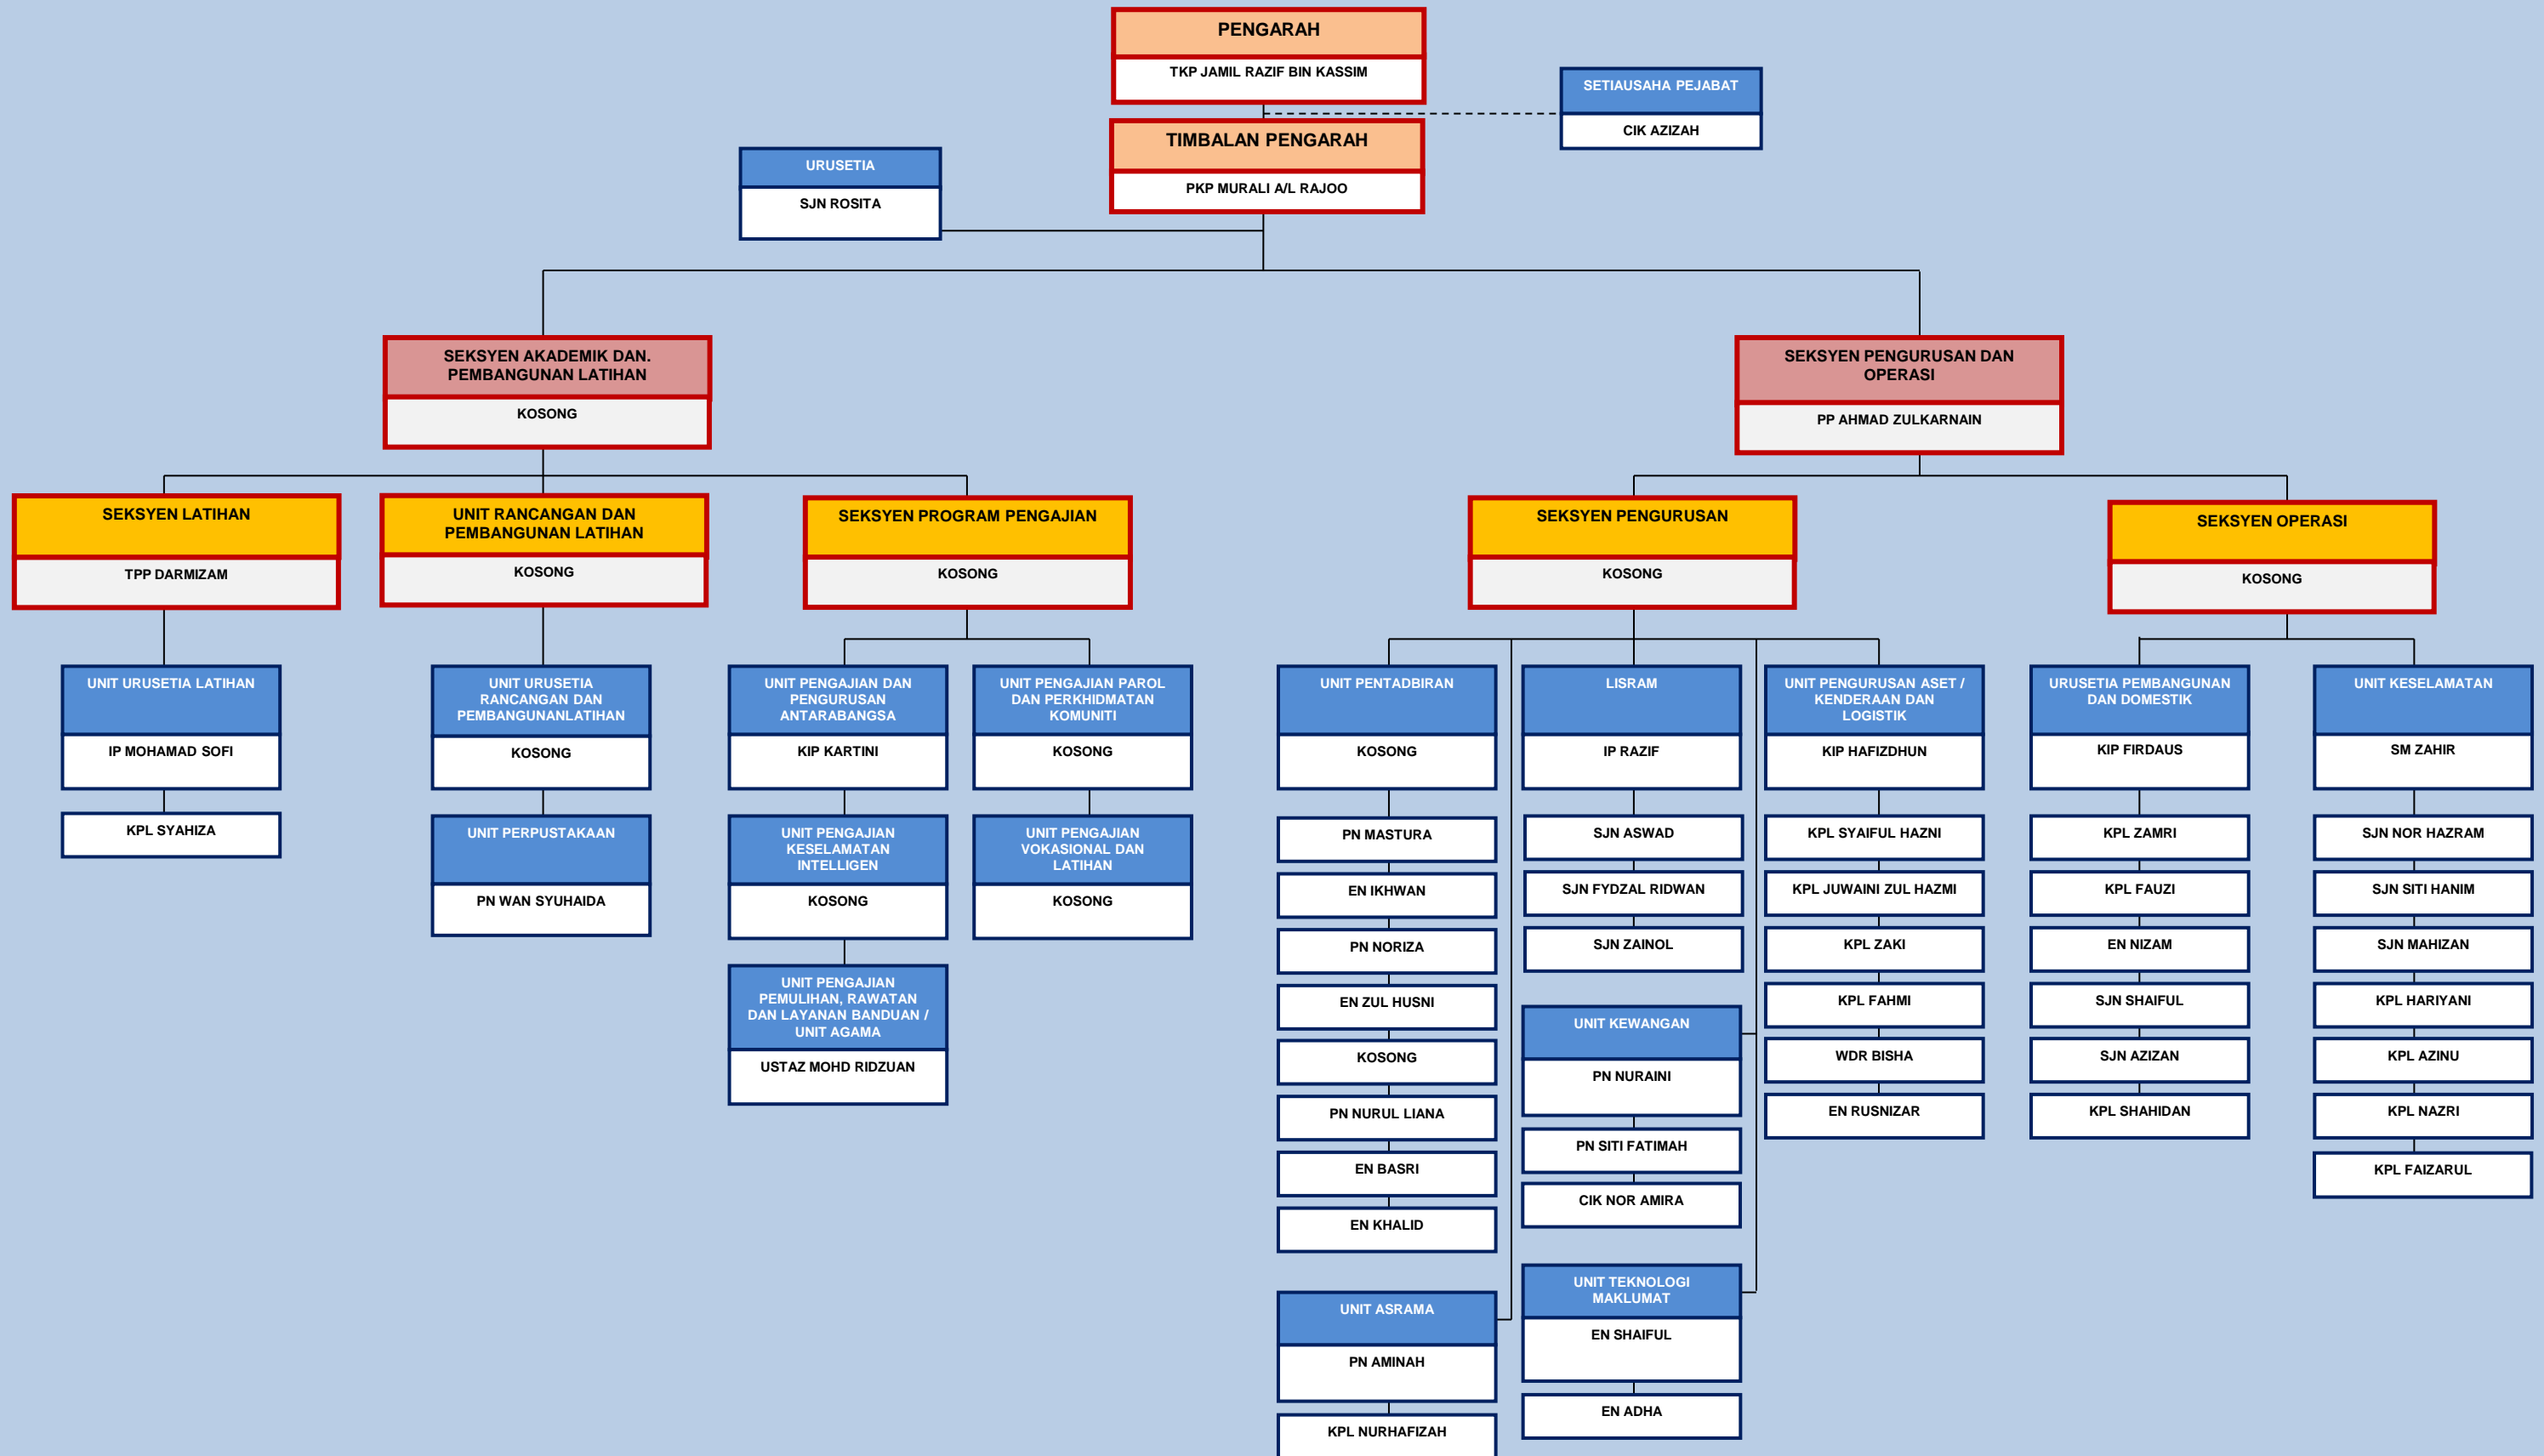 PENGARAH
TKP JAMIL RAZIF BIN KASSIM
SETIAUSAHA PEJABAT
CIK AZIZAH
TIMBALAN PENGARAH
PKP MURALI A/L RAJOO
URUSETIA
SJN ROSITA
SEKSYEN AKADEMIK DAN.
PEMBANGUNAN LATIHAN
KOSONG
SEKSYEN PENGURUSAN DAN
OPERASI
PP AHMAD ZULKARNAIN
SEKSYEN LATIHAN
TPP DARMIZAM
UNIT RANCANGAN DAN
PEMBANGUNAN LATIHAN
KOSONG
SEKSYEN PROGRAM PENGAJIAN
KOSONG
SEKSYEN PENGURUSAN
KOSONG
SEKSYEN OPERASI
KOSONG
UNIT URUSETIA LATIHAN
IP MOHAMAD SOFI
KPL SYAHIZA
UNIT URUSETIA
RANCANGAN DAN
PEMBANGUNANLATIHAN
KOSONG
UNIT PERPUSTAKAAN
PN WAN SYUHAIDA
UNIT PENGAJIAN DAN
PENGURUSAN
ANTARABANGSA
KIP KARTINI
UNIT PENGAJIAN
KESELAMATAN
INTELLIGEN
KOSONG
UNIT PENGAJIAN
PEMULIHAN, RAWATAN
DAN LAYANAN BANDUAN /
UNIT AGAMA
USTAZ MOHD RIDZUAN
UNIT PENGAJIAN PAROL
DAN PERKHIDMATAN
KOMUNITI
KOSONG
UNIT PENGAJIAN
VOKASIONAL DAN
LATIHAN
KOSONG
UNIT PENTADBIRAN
KOSONG
PN MASTURA
EN IKHWAN
PN NORIZA
EN ZUL HUSNI
KOSONG
PN NURUL LIANA
EN BASRI
EN KHALID
UNIT ASRAMA
PN AMINAH
KPL NURHAFIZAH
LISRAM
IP RAZIF
SJN ASWAD
SJN FYDZAL RIDWAN
SJN ZAINOL
UNIT KEWANGAN
PN NURAINI
PN SITI FATIMAH
CIK NOR AMIRA
UNIT TEKNOLOGI
MAKLUMAT
EN SHAIFUL
EN ADHA
UNIT PENGURUSAN ASET /
KENDERAAN DAN
LOGISTIK
KIP HAFIZDHUN
KPL SYAIFUL HAZNI
KPL JUWAINI ZUL HAZMI
KPL ZAKI
KPL FAHMI
WDR BISHA
EN RUSNIZAR
URUSETIA PEMBANGUNAN
DAN DOMESTIK
KIP FIRDAUS
KPL ZAMRI
KPL FAUZI
EN NIZAM
SJN SHAIFUL
SJN AZIZAN
KPL SHAHIDAN
UNIT KESELAMATAN
SM ZAHIR
SJN NOR HAZRAM
SJN SITI HANIM
SJN MAHIZAN
KPL HARIYANI
KPL AZINU
KPL NAZRI
KPL FAIZARUL